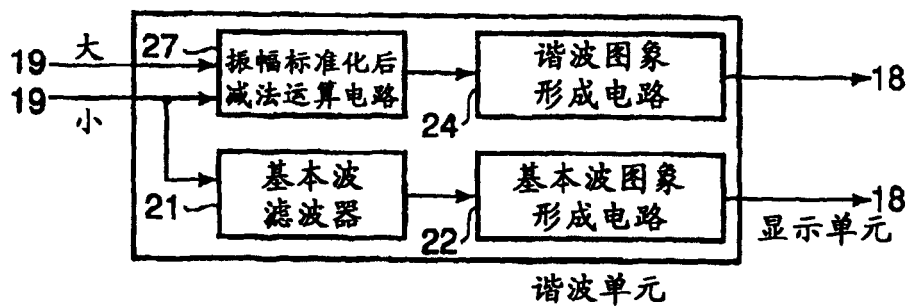 19 大 27 振幅标准化后 谐波图象 18
减法运算电路 形成电路
19 小 24
基本波 基本波图象 18
21 滤波器 22 形成电路 显示单元
谐波单元